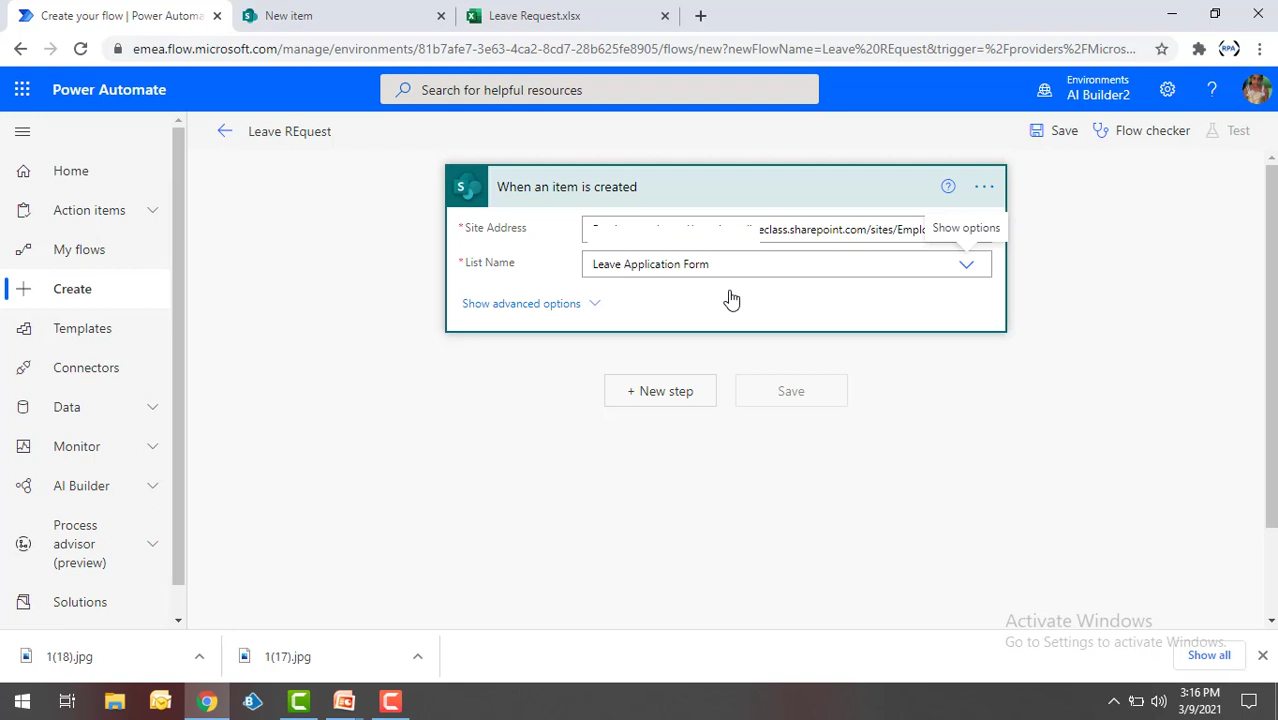 Create your flow | Power Automa
New item
Leave Request.xlsx
emea.flow.microsoft.com/manage/environments/81b7afe7-3e63-4ca2-8cd7-28b625fe8905/flows/new?newFlowName=Leave%20REquest&trigger=%2Fproviders%2FMicros...
Power Automate
Search for helpful resources
Environments
AI Builder2
Leave REquest
Save
Flow checker
Test
Home
Action items
My flows
Create
Templates
Connectors
Data
Monitor
AI Builder
Process
advisor
(preview)
Solutions
When an item is created
* Site Address
eclass.sharepoint.com/sites/Emplo
Show options
* List Name
Leave Application Form
Show advanced options
+ New step
Save
Activate Windows
Go to Settings to activate Windows.
1(18).jpg
1(17).jpg
Show all
3:16 PM
3/9/2021